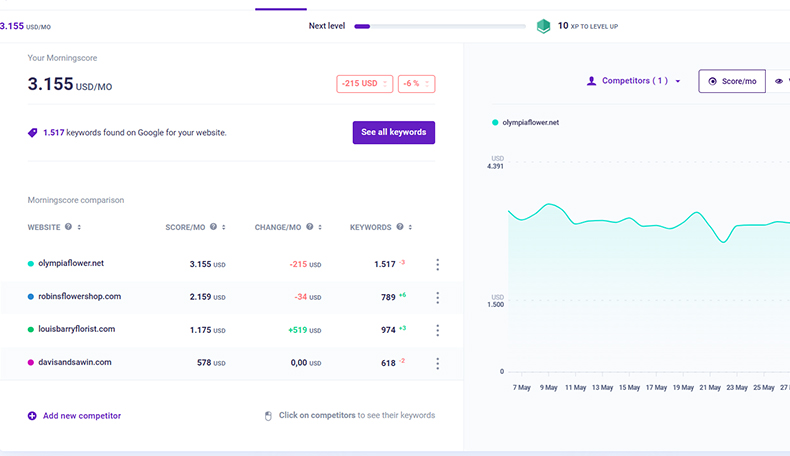 3.155 USD/MO
Next level
10 XP TO LEVEL UP
Your Morningscore
3.155 USD/MO
-215 USD
-6 %
1.517 keywords found on Google for your website.
See all keywords
Morningscore comparison
WEBSITE ? SCORE/MO ? CHANGE/MO ? KEYWORDS ?
olympiaflower.net 3.155 USD -215 USD 1.517 -3
robinsflowershop.com 2.159 USD -34 USD 789 +6
louisbarryflorist.com 1.175 USD +519 USD 974 +3
davisandsawin.com 578 USD 0,00 USD 618 -2
Add new competitor
Click on competitors to see their keywords
Competitors ( 1 )
Score/mo
olympiaflower.net
USD
4.391
USD
1.500
0
7 May 9 May 11 May 13 May 15 May 17 May 19 May 21 May 23 May 25 May 27